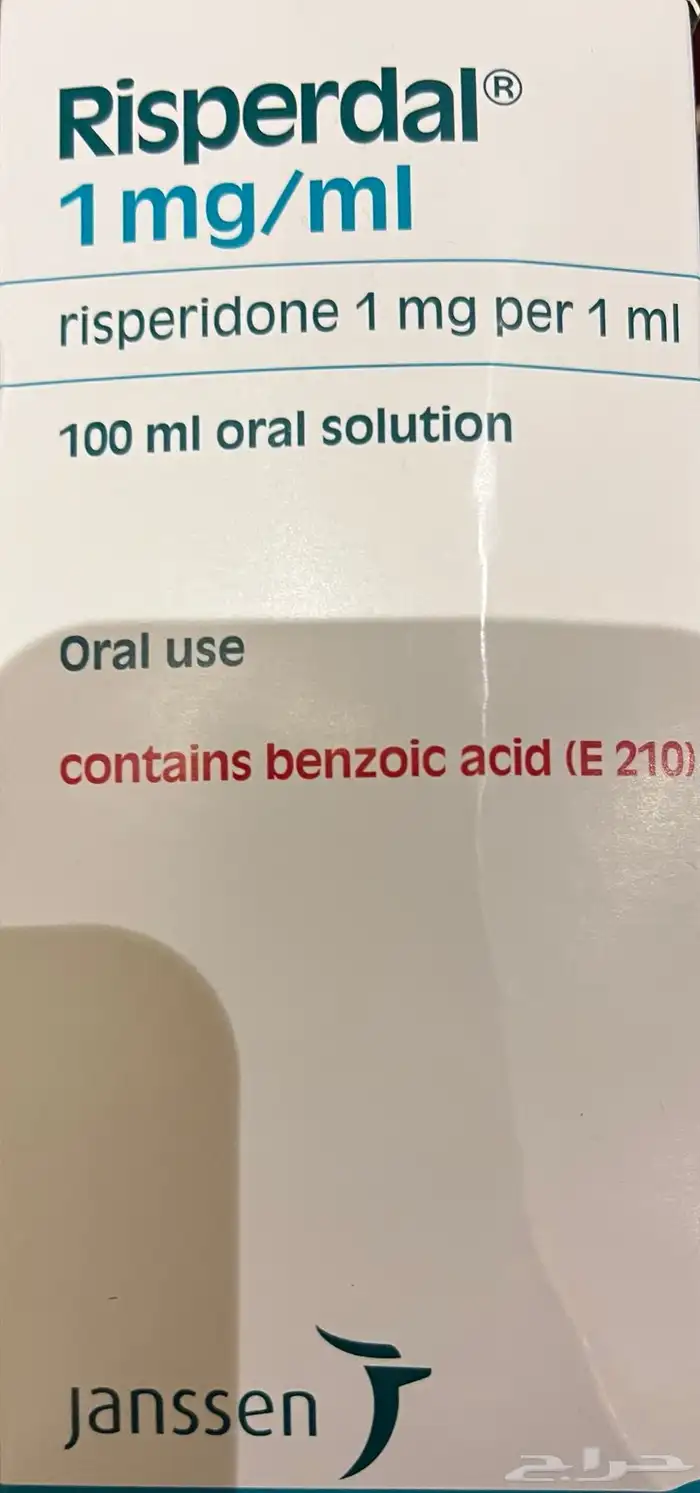 Risperdal®
1 mg/ml
risperidone 1 mg per 1 ml
100 ml oral solution
Oral use
contains benzoic acid (E 210)
Janssen
حراج